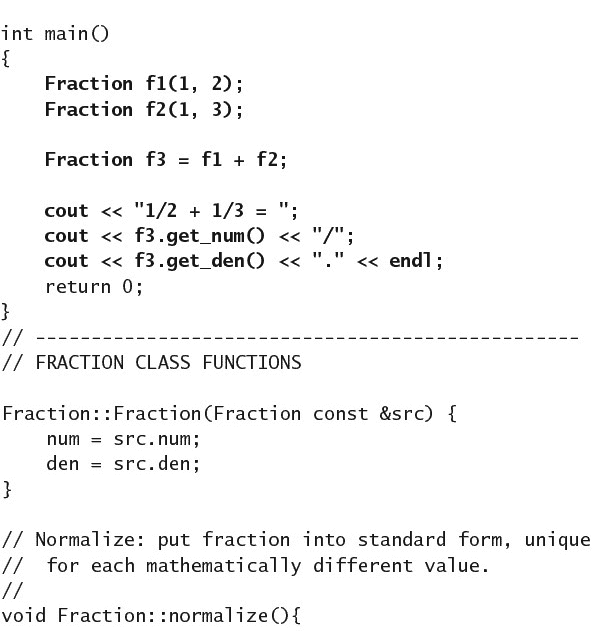 int main()
{
    Fraction f1(1, 2);
    Fraction f2(1, 3);

    Fraction f3 = f1 + f2;

    cout << "1/2 + 1/3 = ";
    cout << f3.get_num() << "/";
    cout << f3.get_den() << "." << endl;
    return 0;
}
// -------------------------------------------------
// FRACTION CLASS FUNCTIONS

Fraction::Fraction(Fraction const &src) {
    num = src.num;
    den = src.den;
}

// Normalize: put fraction into standard form, unique
//  for each mathematically different value.
//
void Fraction::normalize(){